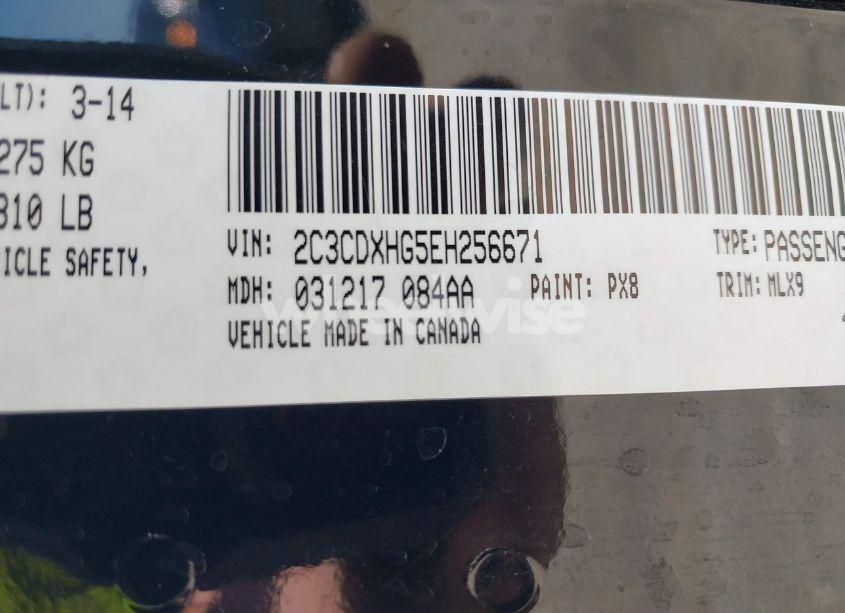 LT): 3-14
275 KG
310 LB
ICLE SAFETY,
VIN: 2C3CDXHG5EH256671 TYPE: PASSENG
MDH: 031217 084AA PAINT: PX8 TRIM: MLX9
VEHICLE MADE IN CANADA
wheelwise